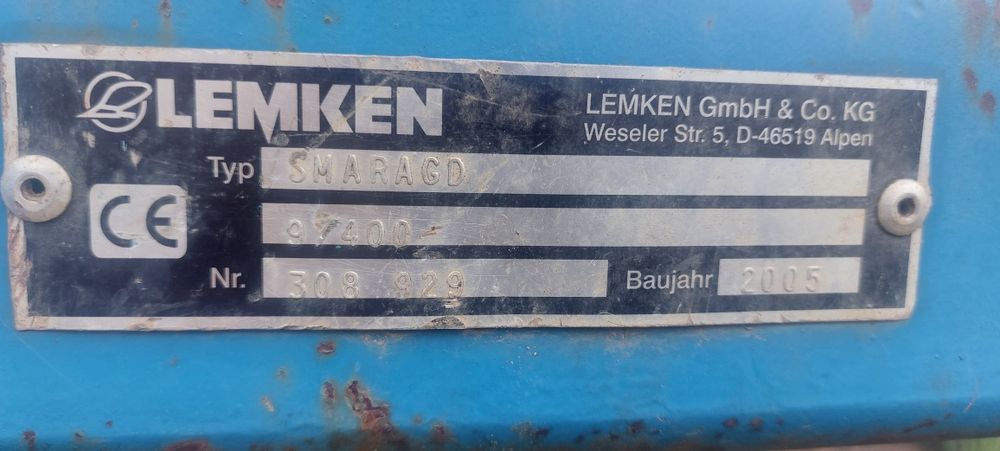 LEMKEN
LEMKEN GmbH & Co. KG
Weseler Str. 5, D-46519 Alpen
Typ SMARAGD
CE 9/400
Nr. 308 929 Baujahr 2005